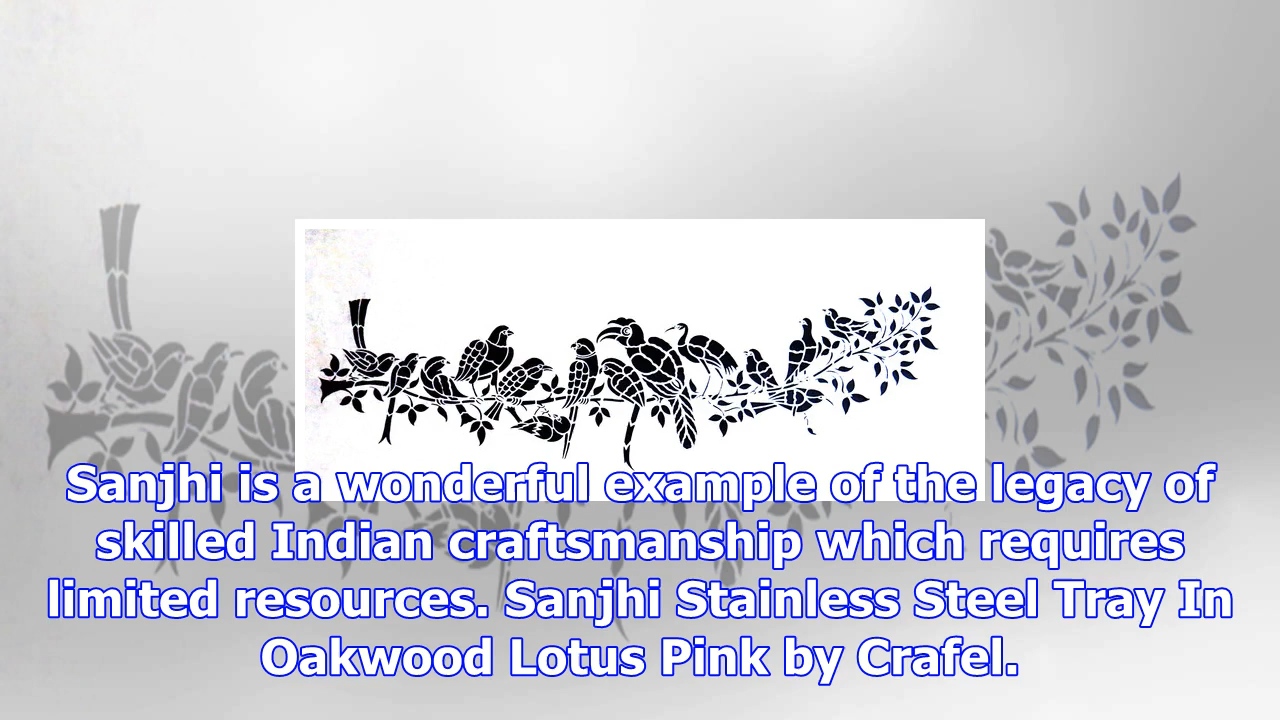 Sanjhi is a wonderful example of the legacy of
skilled Indian craftsmanship which requires
limited resources. Sanjhi Stainless Steel Tray In
Oakwood Lotus Pink by Crafel.